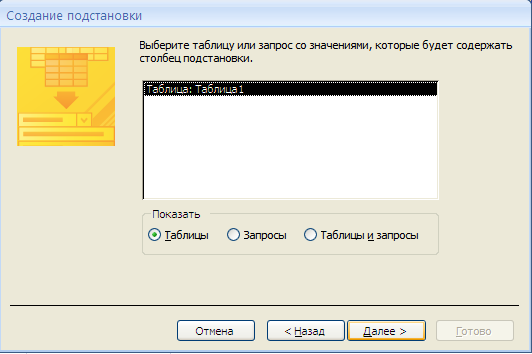 Создание подстановки
Выберите таблицу или запрос со значениями, которые будет содержать
столбец подстановки.
Таблица: Таблица1
Показать
Таблицы
Запросы
Таблицы и запросы
Отмена
< Назад
Далее >
Готово